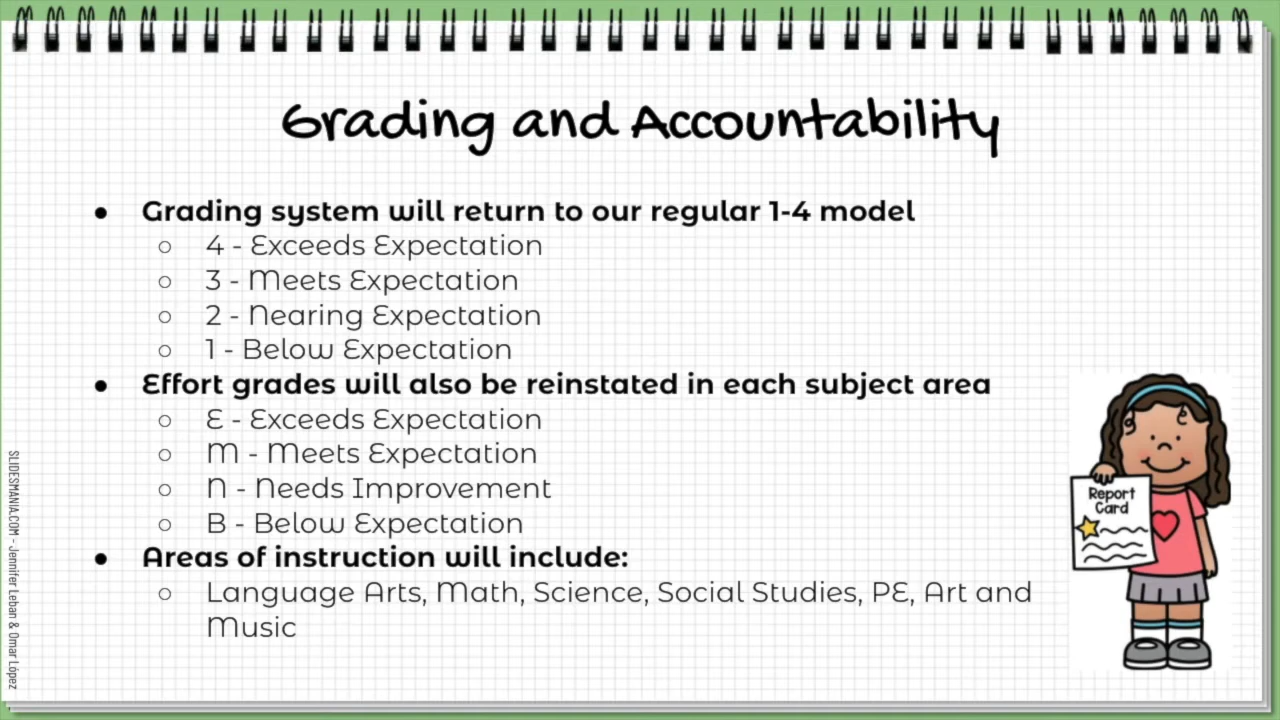 Grading and Accountability
● Grading system will return to our regular 1-4 model
○ 4 - Exceeds Expectation
○ 3 - Meets Expectation
○ 2 - Nearing Expectation
○ 1 - Below Expectation
● Effort grades will also be reinstated in each subject area
○ E - Exceeds Expectation
○ M - Meets Expectation
○ N - Needs Improvement
○ B - Below Expectation
● Areas of instruction will include:
○ Language Arts, Math, Science, Social Studies, PE, Art and
Music
Report
Card
SLIDESMANIA.COM - Jennifer Leban & Omar López